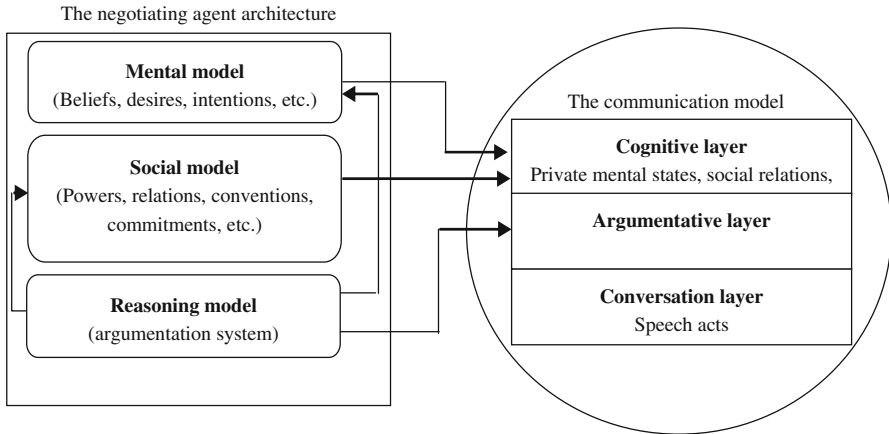 The negotiating agent architecture
Mental model
(Beliefs, desires, intentions, etc.)
Social model
(Powers, relations, conventions,
commitments, etc.)
Reasoning model
(argumentation system)
The communication model
Cognitive layer
Private mental states, social relations,
Argumentative layer
Conversation layer
Speech acts